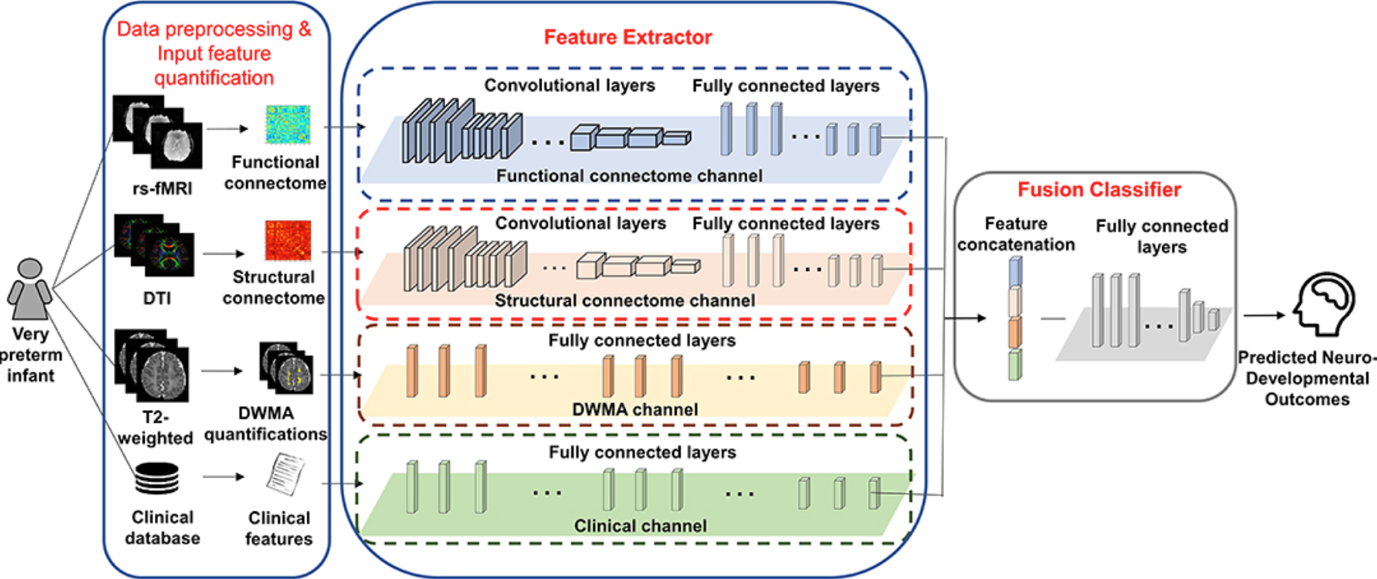 Data preprocessing &
Input feature
quantification
rs-fMRI
Functional
connectome
DTI
Structural
connectome
Very
preterm
infant
T2-
weighted
DWMA
quantifications
Clinical
database
Clinical
features
Feature Extractor
Convolutional layers
Fully connected layers
Functional connectome channel
Convolutional layers
Fully connected layers
Structural connectome channel
Fully connected layers
DWMA channel
Fully connected layers
Clinical channel
Fusion Classifier
Feature
concatenation
Fully connected
layers
Predicted Neuro-
Developmental
Outcomes